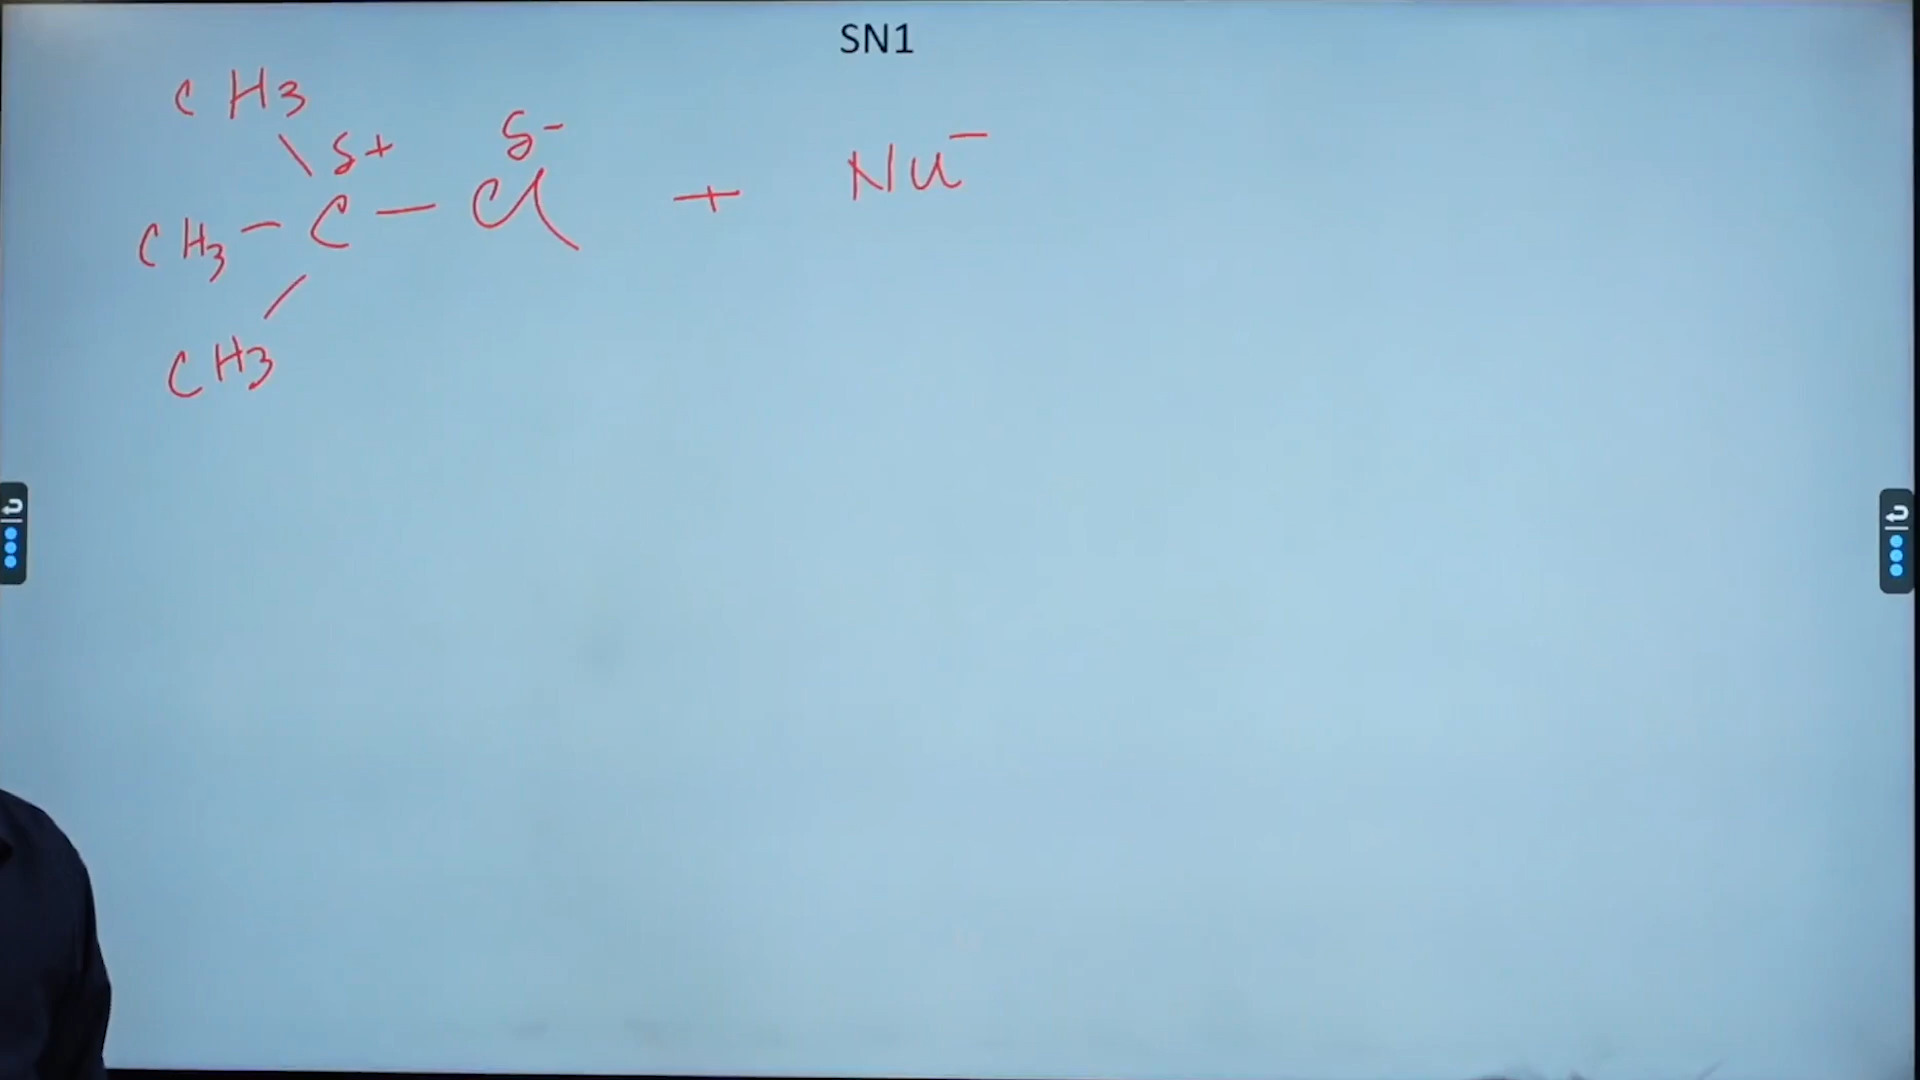 SN1
CH3
δ+ δ-
CH3 - C - Cl + Nu⁻
CH3